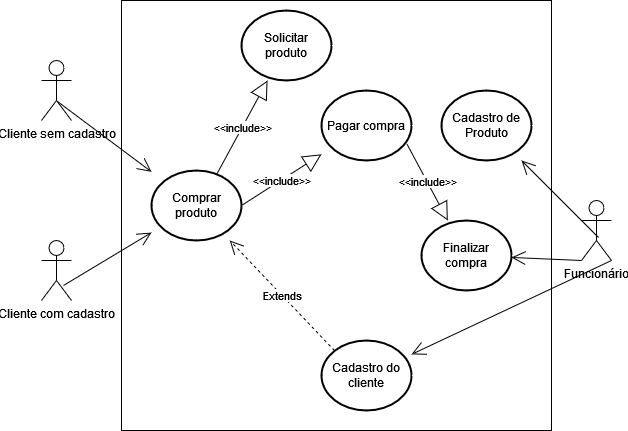 Solicitar
produto
<<include>>
Pagar compra
Cadastro de
Produto
Cliente sem cadastro
<<include>>
<<include>>
Comprar
produto
Finalizar
compra
Funcionário
Cliente com cadastro
Extends
Cadastro do
cliente